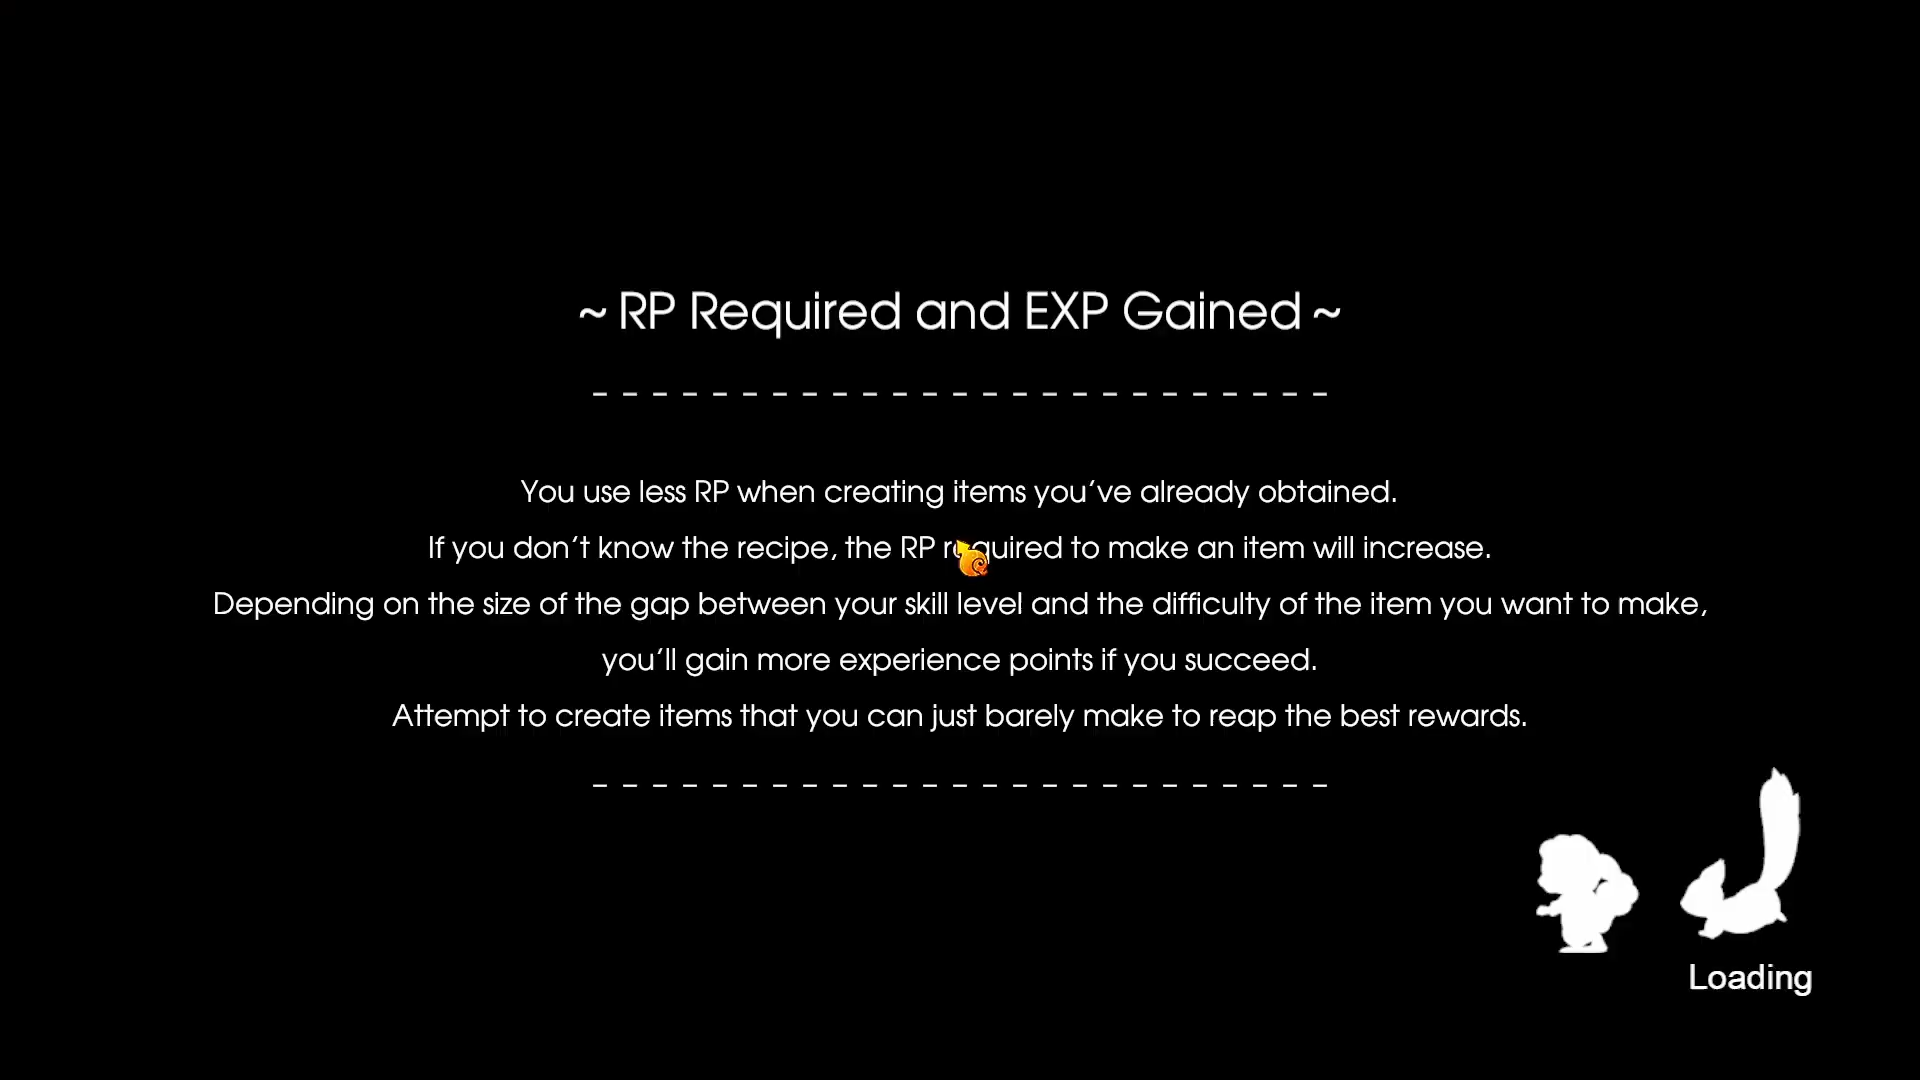 ~ RP Required and EXP Gained ~
– – – – – – – – – – – – – – – – – – – – – – – – –
You use less RP when creating items you've already obtained.
If you don't know the recipe, the RP required to make an item will increase.
Depending on the size of the gap between your skill level and the difficulty of the item you want to make,
you'll gain more experience points if you succeed.
Attempt to create items that you can just barely make to reap the best rewards.
– – – – – – – – – – – – – – – – – – – – – – – – –
Loading